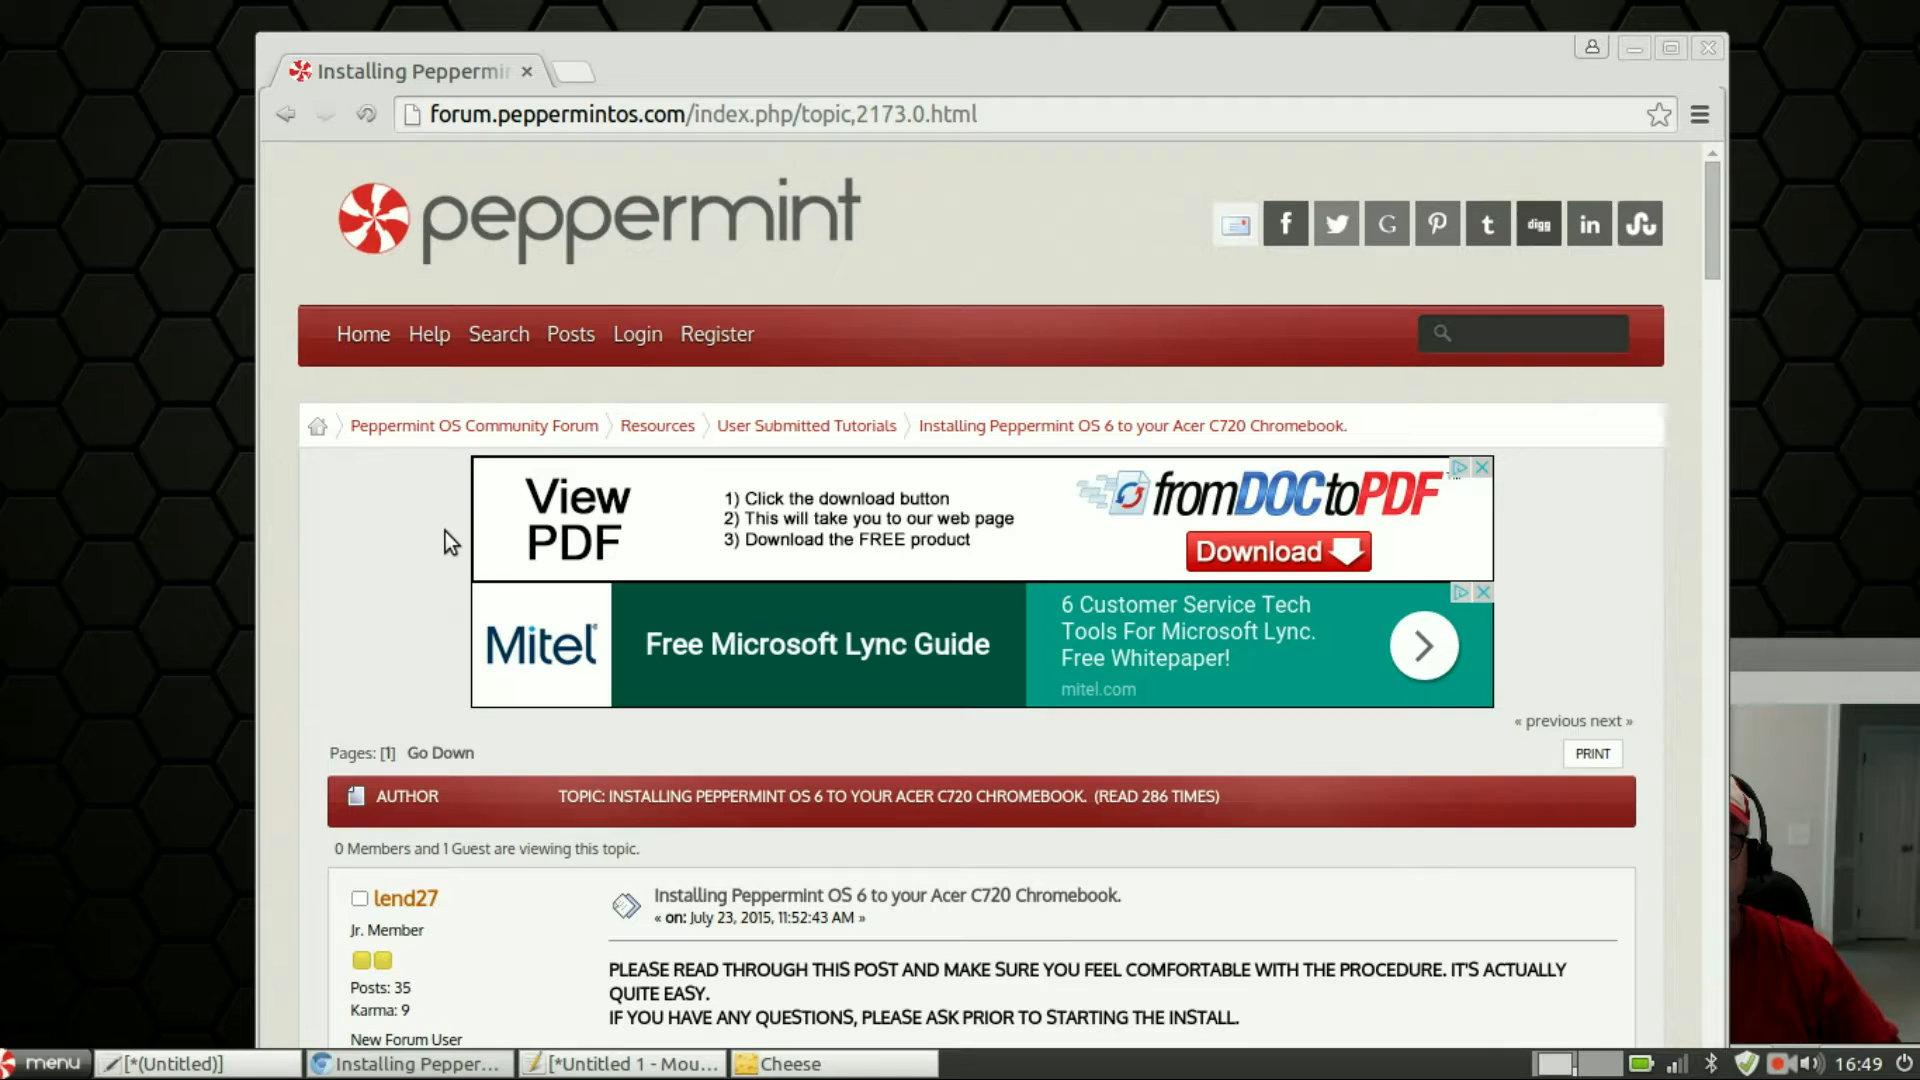 Installing Peppermi
forum.peppermintos.com/index.php/topic,2173.0.html
peppermint
f G P t digg in
Home Help Search Posts Login Register
Peppermint OS Community Forum Resources User Submitted Tutorials Installing Peppermint OS 6 to your Acer C720 Chromebook.
View
PDF
1) Click the download button
2) This will take you to our web page
3) Download the FREE product
fromDOCtoPDF
Download
Mitel
Free Microsoft Lync Guide
6 Customer Service Tech
Tools For Microsoft Lync.
Free Whitepaper!
mitel.com
« previous next »
Pages: [1] Go Down
PRINT
AUTHOR TOPIC: INSTALLING PEPPERMINT OS 6 TO YOUR ACER C720 CHROMEBOOK. (READ 286 TIMES)
0 Members and 1 Guest are viewing this topic.
lend27
Jr. Member
Posts: 35
Karma: 9
New Forum User
Installing Peppermint OS 6 to your Acer C720 Chromebook.
« on: July 23, 2015, 11:52:43 AM »
PLEASE READ THROUGH THIS POST AND MAKE SURE YOU FEEL COMFORTABLE WITH THE PROCEDURE. IT'S ACTUALLY
QUITE EASY.
IF YOU HAVE ANY QUESTIONS, PLEASE ASK PRIOR TO STARTING THE INSTALL.
menu [*(Untitled)] Installing Pepper... [*Untitled 1 - Mou... Cheese 16:49